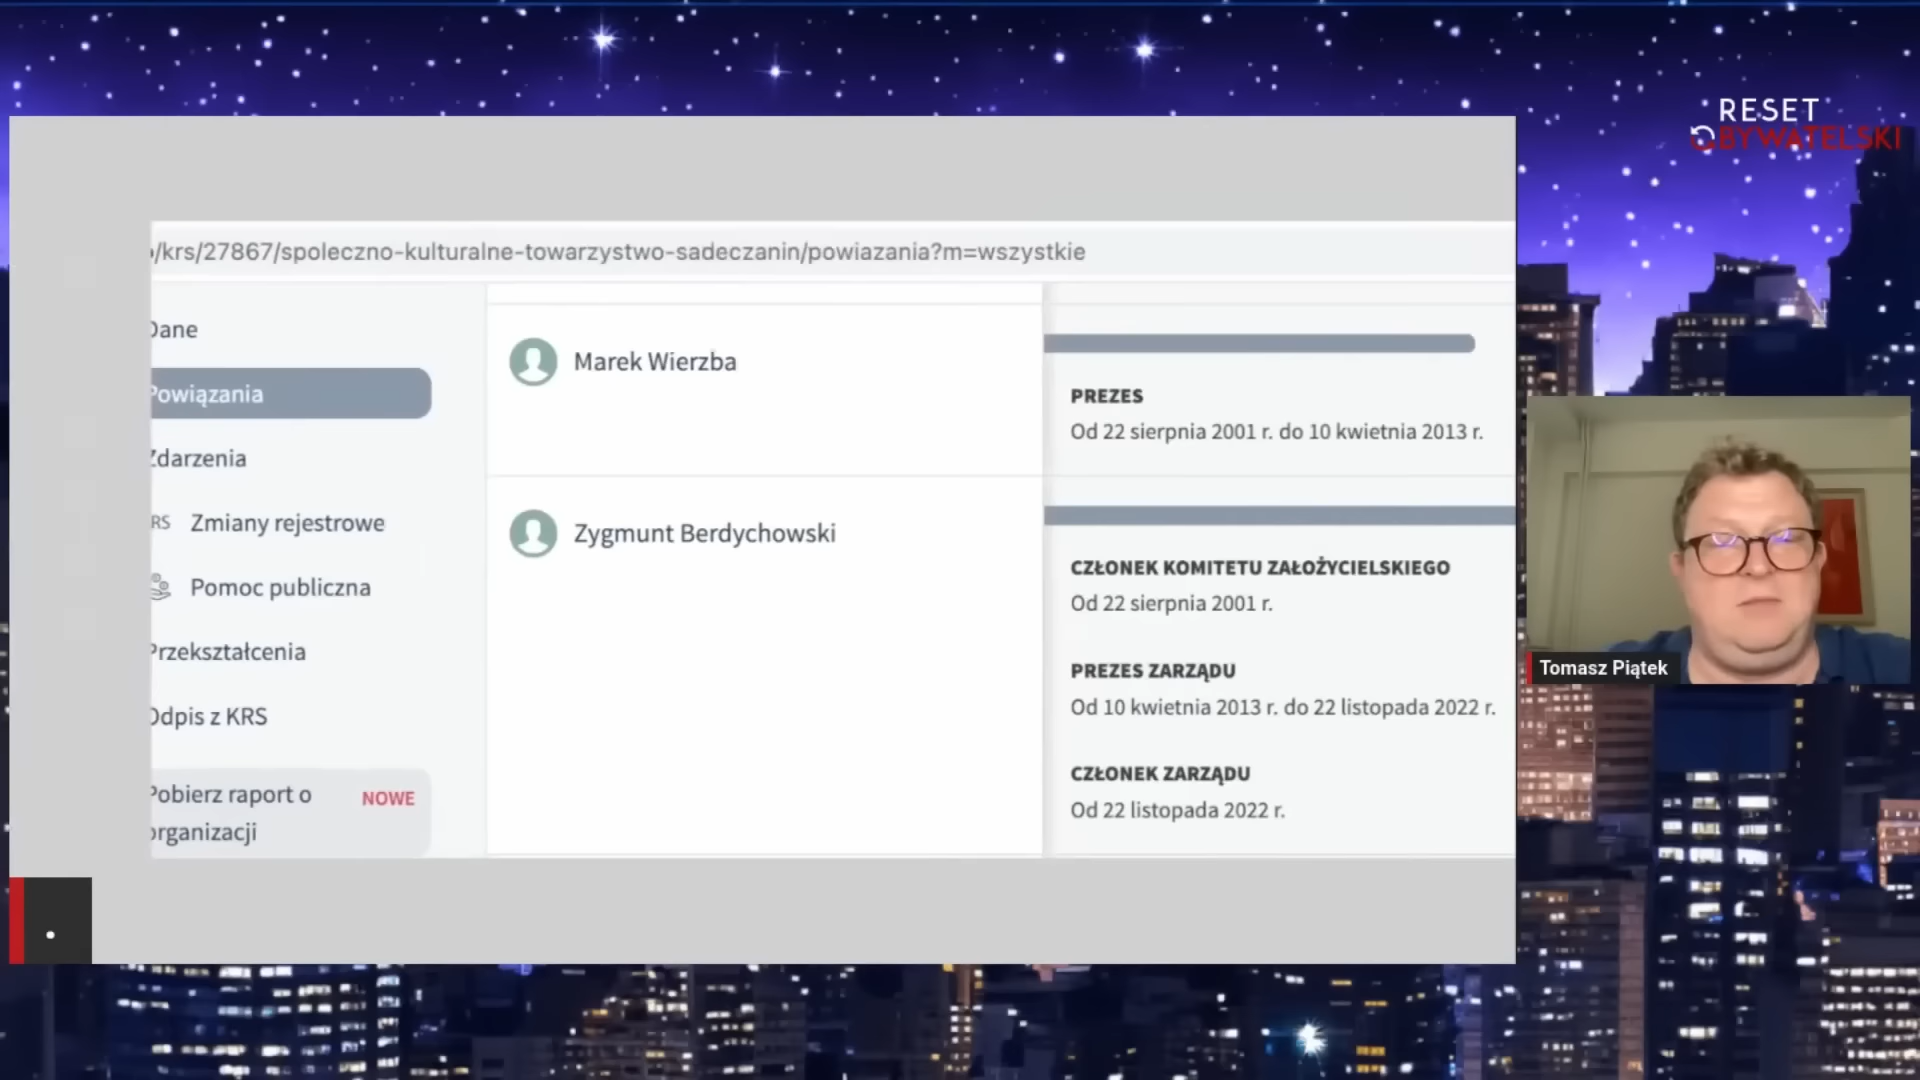 RESET
OBYWATELSKI
/krs/27867/spoleczno-kulturalne-towarzystwo-sadeczanin/powiazania?m=wszystkie
Dane
Powiązania
Zdarzenia
RS Zmiany rejestrowe
Pomoc publiczna
Przekształcenia
Odpis z KRS
Pobierz raport o
organizacji
NOWE
Marek Wierzba
PREZES
Od 22 sierpnia 2001 r. do 10 kwietnia 2013 r.
Zygmunt Berdychowski
CZŁONEK KOMITETU ZAŁOŻYCIELSKIEGO
Od 22 sierpnia 2001 r.
PREZES ZARZĄDU
Od 10 kwietnia 2013 r. do 22 listopada 2022 r.
CZŁONEK ZARZĄDU
Od 22 listopada 2022 r.
Tomasz Piątek
.